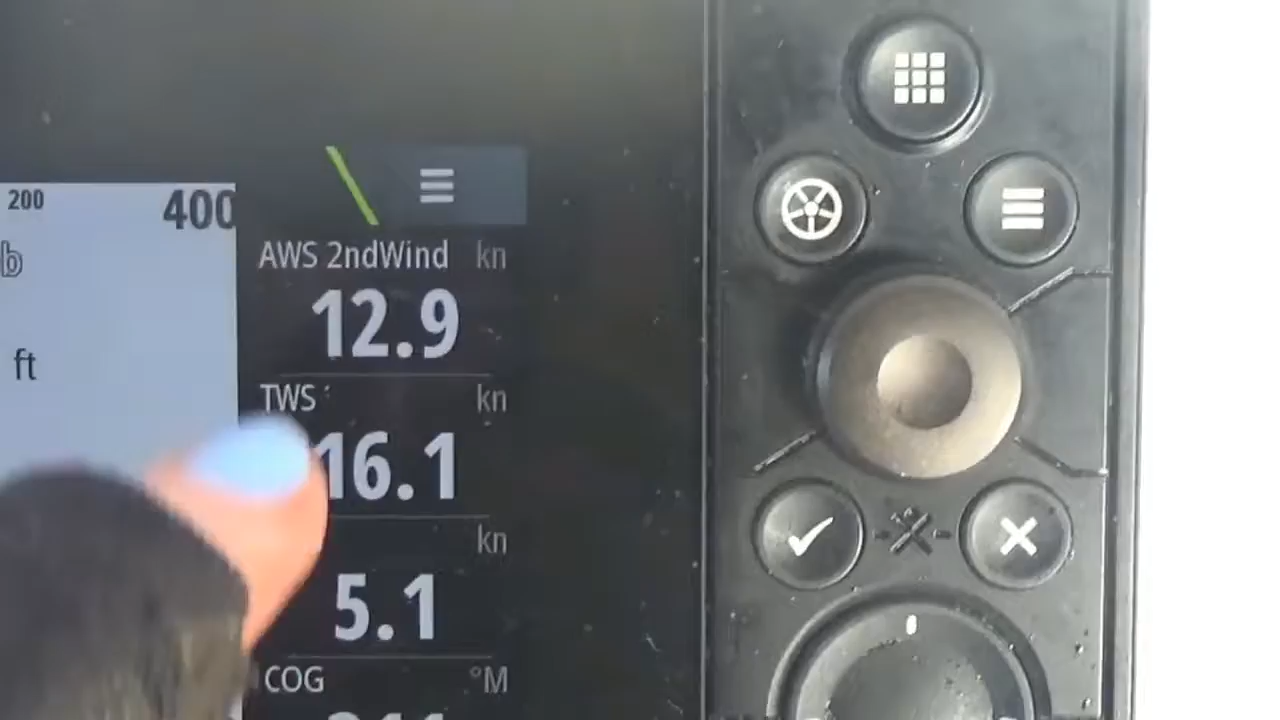 200 400
b
ft
AWS 2ndWind kn
12.9
TWS kn
16.1
kn
5.1
COG °M